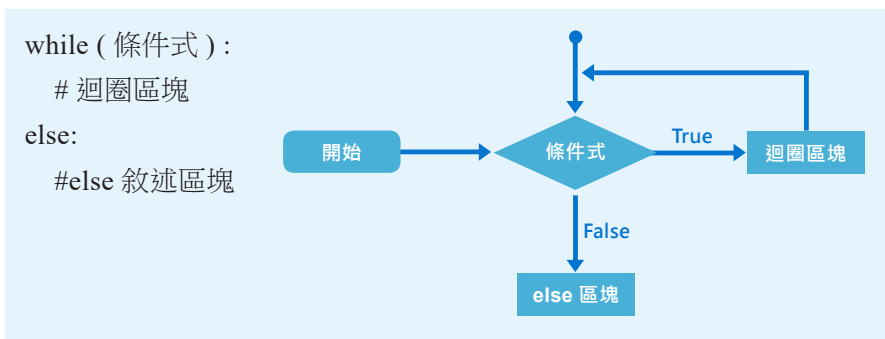 while ( 條件式 ) :
# 迴圈區塊
else:
#else 敘述區塊
開始
條件式
True
迴圈區塊
False
else 區塊